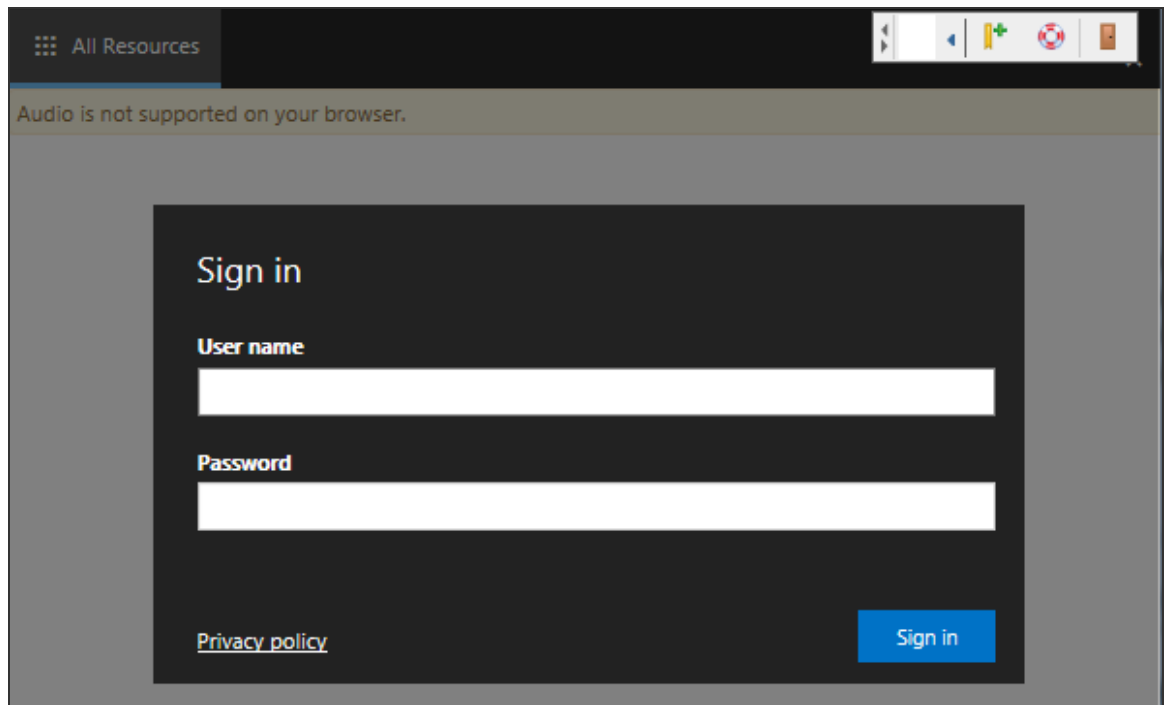 All Resources
Audio is not supported on your browser.
Sign in
User name
Password
Privacy policy
Sign in